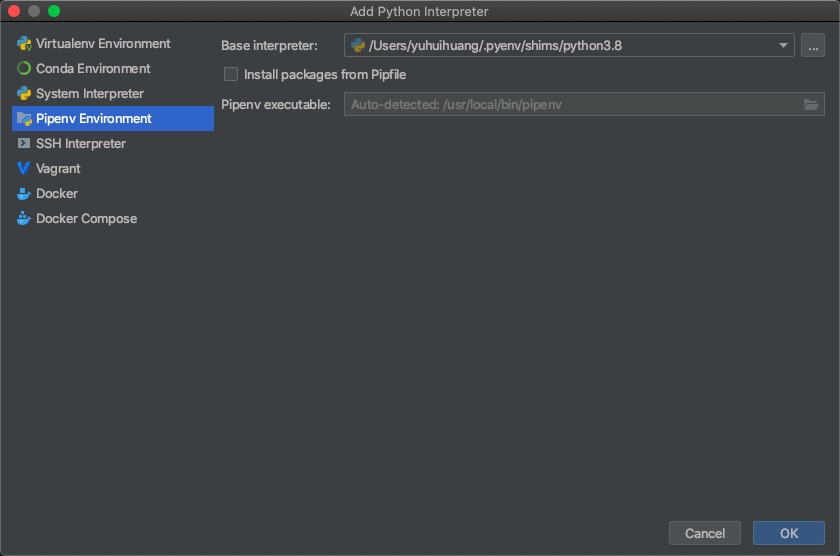 Add Python Interpreter
Virtualenv Environment
Conda Environment
System Interpreter
Pipenv Environment
SSH Interpreter
Vagrant
Docker
Docker Compose
Base interpreter: /Users/yuhuihuang/.pyenv/shims/python3.8 ...
Install packages from Pipfile
Pipenv executable: Auto-detected: /usr/local/bin/pipenv
Cancel OK